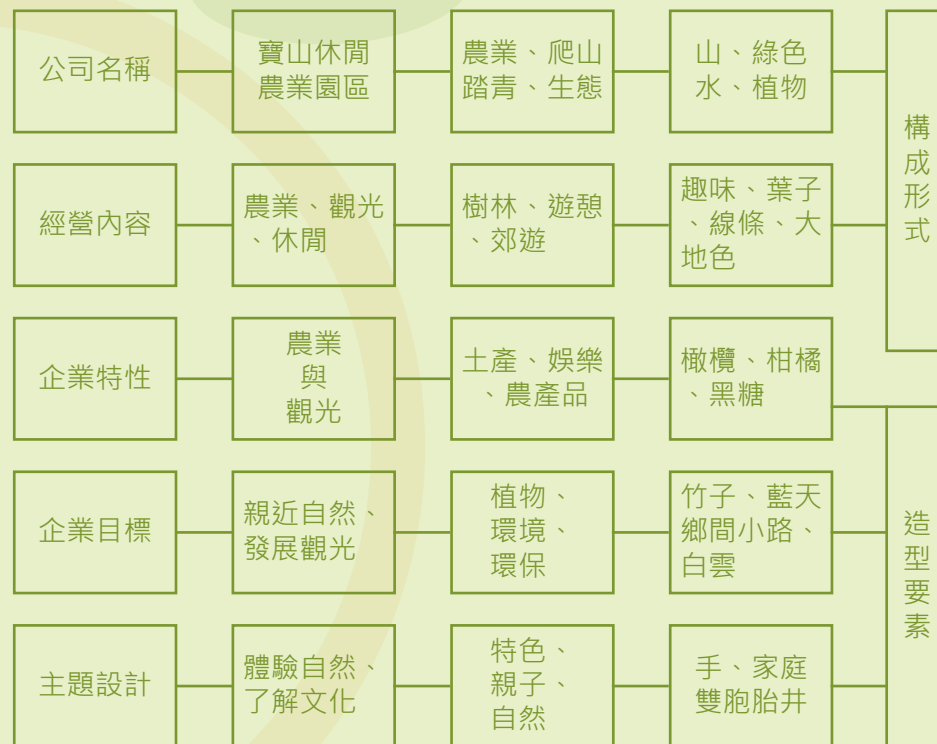 公司名稱
寶山休閒
農業園區
農業、爬山
踏青、生態
山、綠色
水、植物
經營內容
農業、觀光
、休閒
樹林、遊憩
、郊遊
趣味、葉子
、線條、大
地色
構成形式
企業特性
農業
與
觀光
土產、娛樂
、農產品
橄欖、柑橘
、黑糖
企業目標
親近自然、
發展觀光
植物、
環境、
環保
竹子、藍天
鄉間小路、
白雲
主題設計
體驗自然、
了解文化
特色、
親子、
自然
手、家庭
雙胞胎井
造型要素